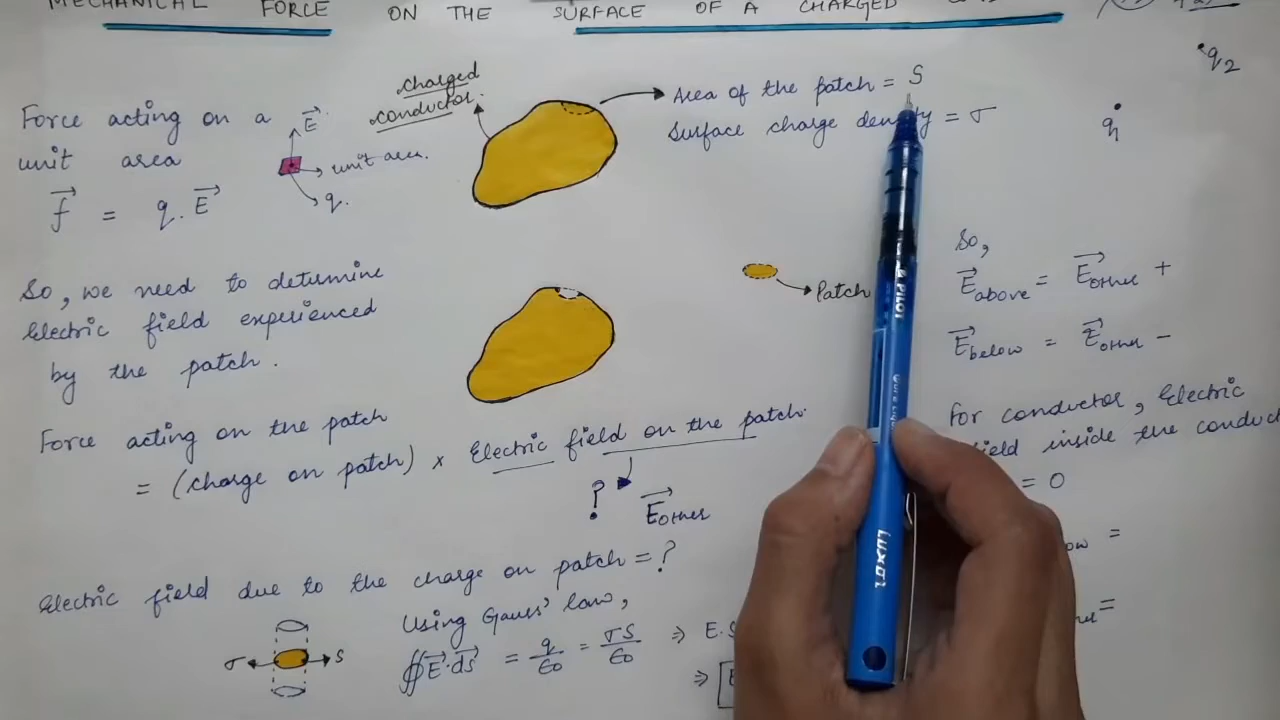 MECHANICAL FORCE ON THE SURFACE OF A CHARGED
q₂
q₁
charged
conductor.
Area of the patch = S
Surface charge density = σ
Force acting on a
unit area
E⃗
unit area.
q.
f⃗ = q. E⃗
So, we need to determine
Electric field experienced
by the patch.
Patch
So,
E⃗above = E⃗other +
E⃗below = E⃗other −
For conductor, Electric
field inside the conduc
= 0
Force acting on the patch
= (charge on patch) × Electric field on the patch.
?
E⃗other
=
=
Electric field due to the charge on patch = ?
Using Gauss' law,
σ
S
∯E⃗.ds⃗ = q/ε₀ = σS/ε₀ ⇒ E.S
⇒
PILOT
LUXOR